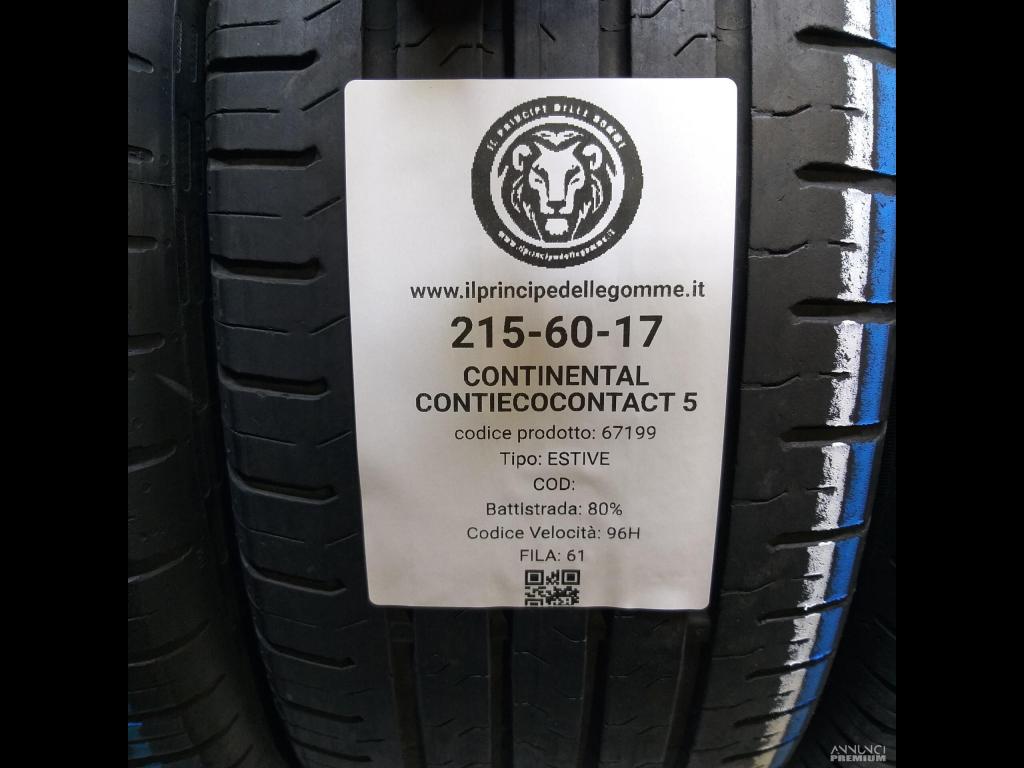 IL PRINCIPE DELLE GOMME
www.ilprincipedellegomme.it
www.ilprincipedellegomme.it
215-60-17
CONTINENTAL
CONTIECOCONTACT 5
codice prodotto: 67199
Tipo: ESTIVE
COD:
Battistrada: 80%
Codice Velocità: 96H
FILA: 61
ANNUNCI
PREMIUM